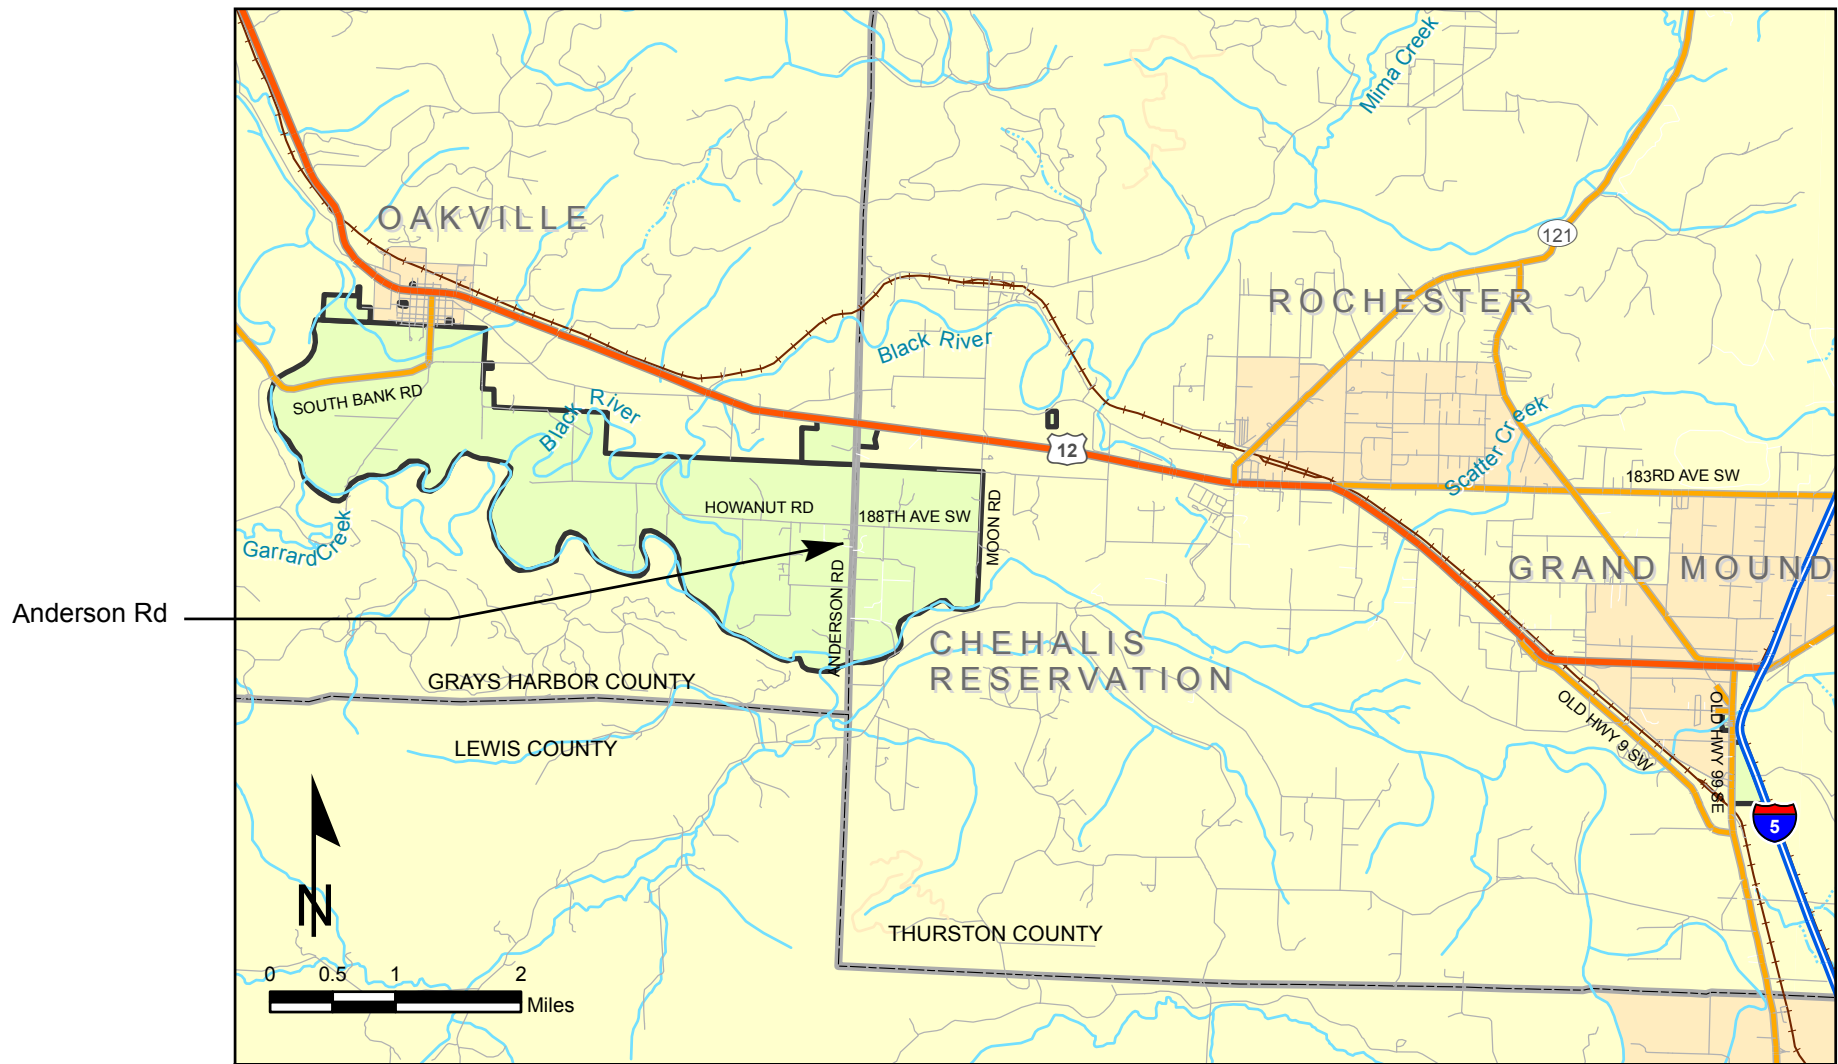 Mima Creek
OAKVILLE
121
ROCHESTER
Black River
SOUTH BANK RD
Black River
Scatter Creek
12
183RD AVE SW
HOWANUT RD
188TH AVE SW
MOON RD
Garrard Creek
GRAND MOUND
Anderson Rd
ANDERSON RD
CHEHALIS
RESERVATION
GRAYS HARBOR COUNTY
LEWIS COUNTY
OLD HWY 9 SW
OLD HWY 99 SE
5
N
THURSTON COUNTY
0 0.5 1 2
Miles